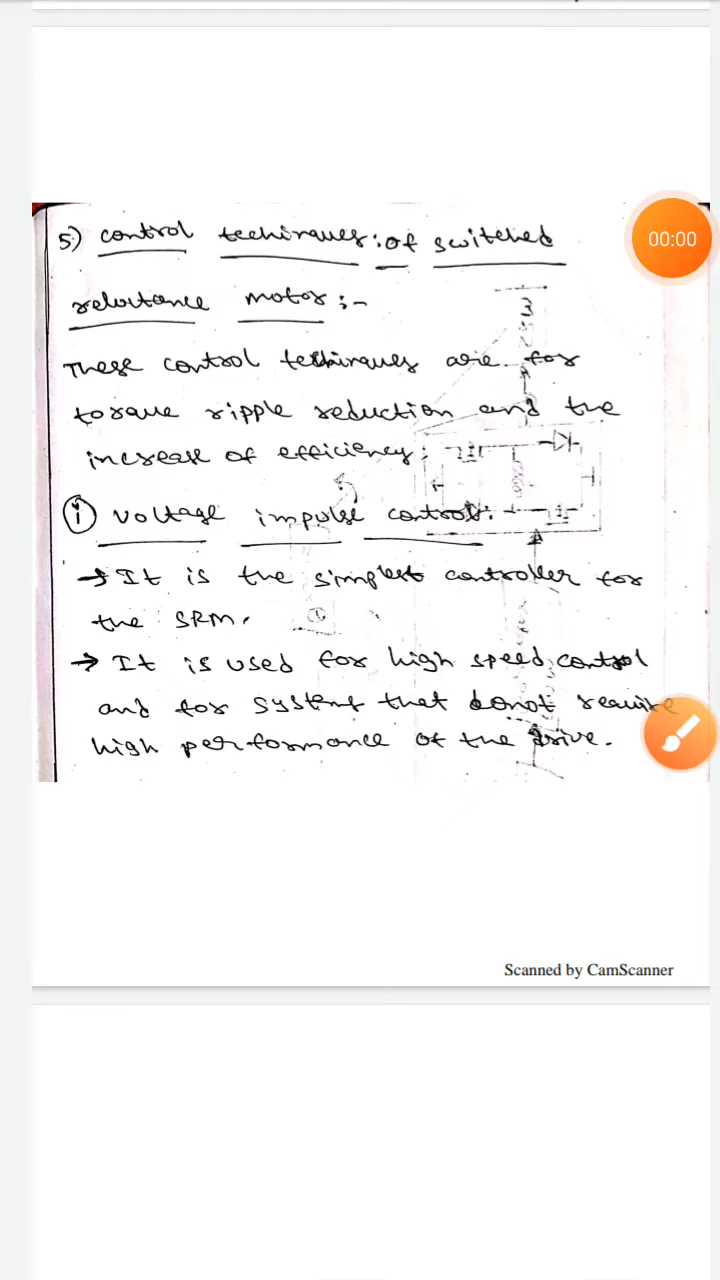 5) control techinques: of switched
reluctance motor :-
These control techinques are for
torque ripple reduction and the
increase of efficiency.
i voltage impulse control:
→ It is the simplest controller for
the SRM.
→ It is used for high speed control
and for systems that donot require
high performance of the drive.
00:00
Scanned by CamScanner